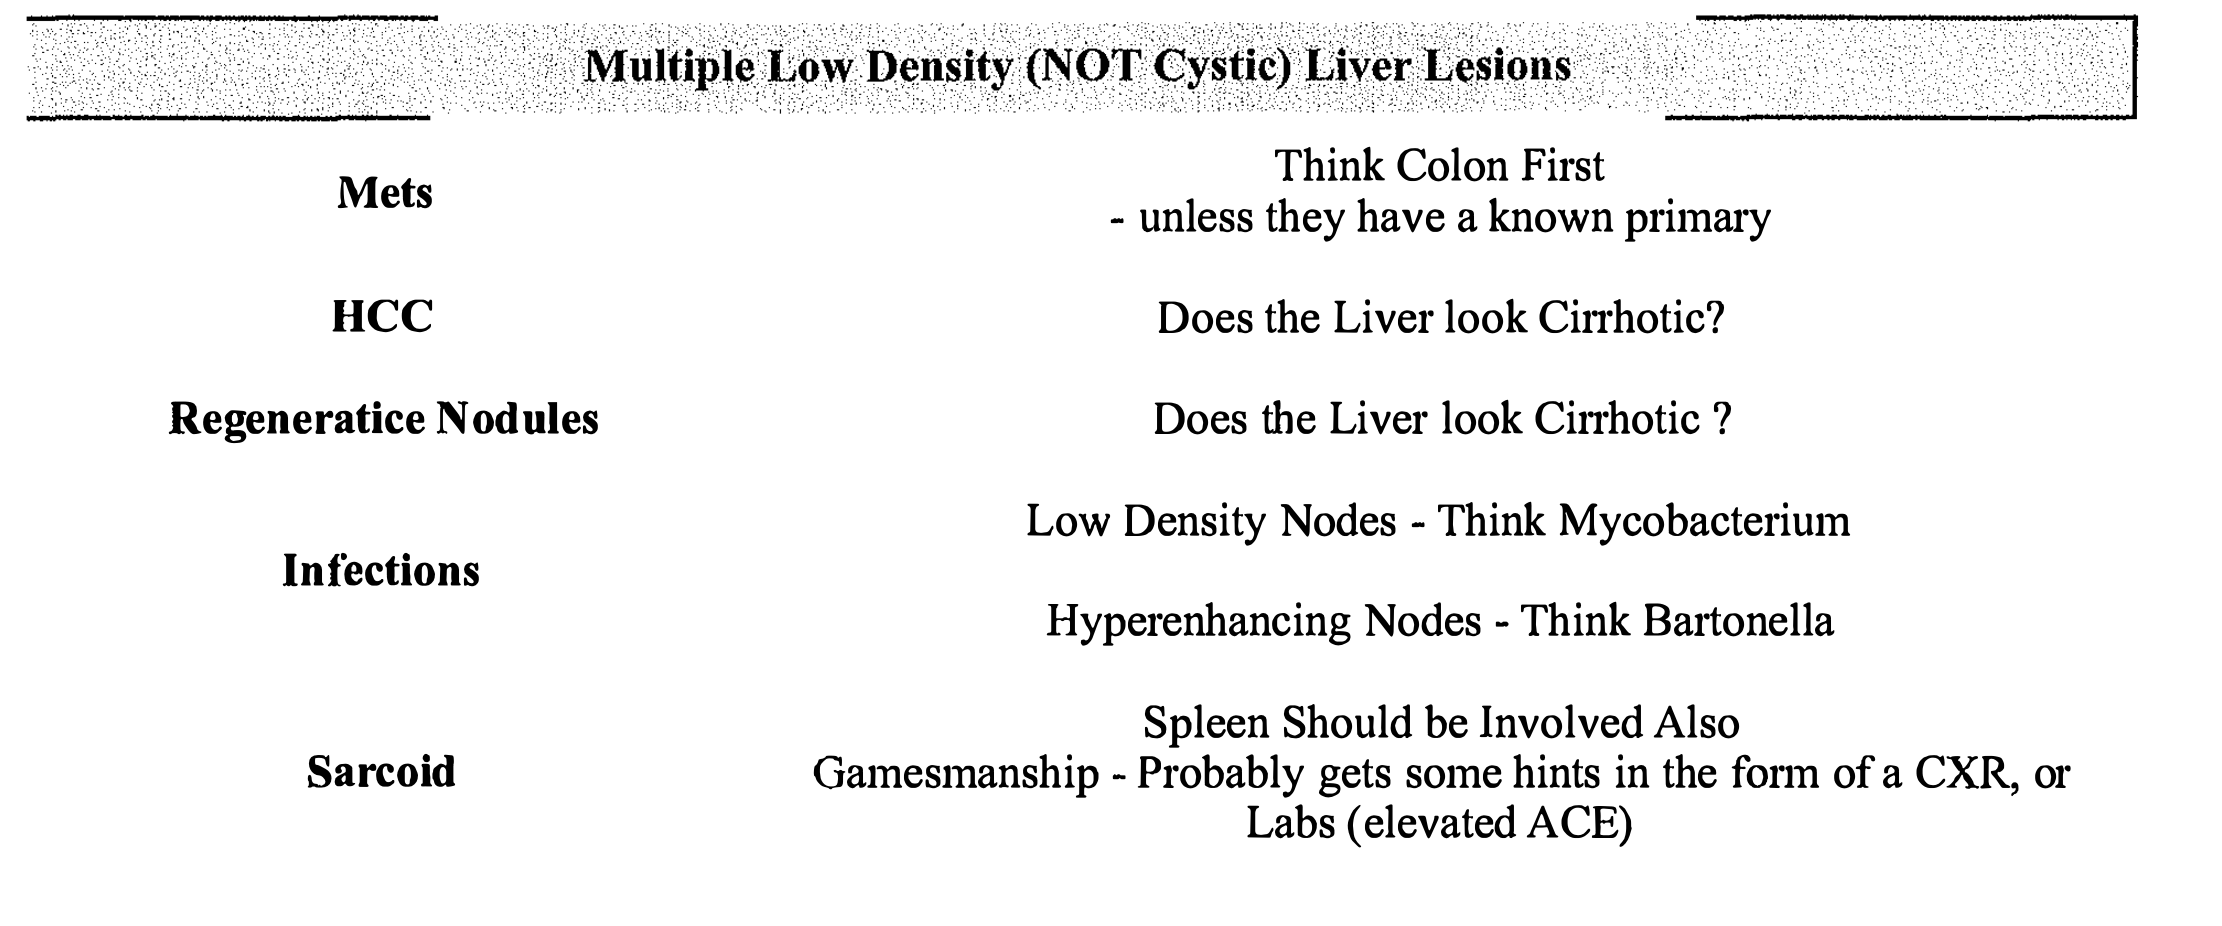 Multiple Low Density (NOT Cystic) Liver Lesions
Mets
Think Colon First
- unless they have a known primary
HCC
Does the Liver look Cirrhotic?
Regeneratice Nodules
Does the Liver look Cirrhotic ?
Infections
Low Density Nodes - Think Mycobacterium
Hyperenhancing Nodes - Think Bartonella
Sarcoid
Spleen Should be Involved Also
Gamesmanship - Probably gets some hints in the form of a CXR, or
Labs (elevated ACE)